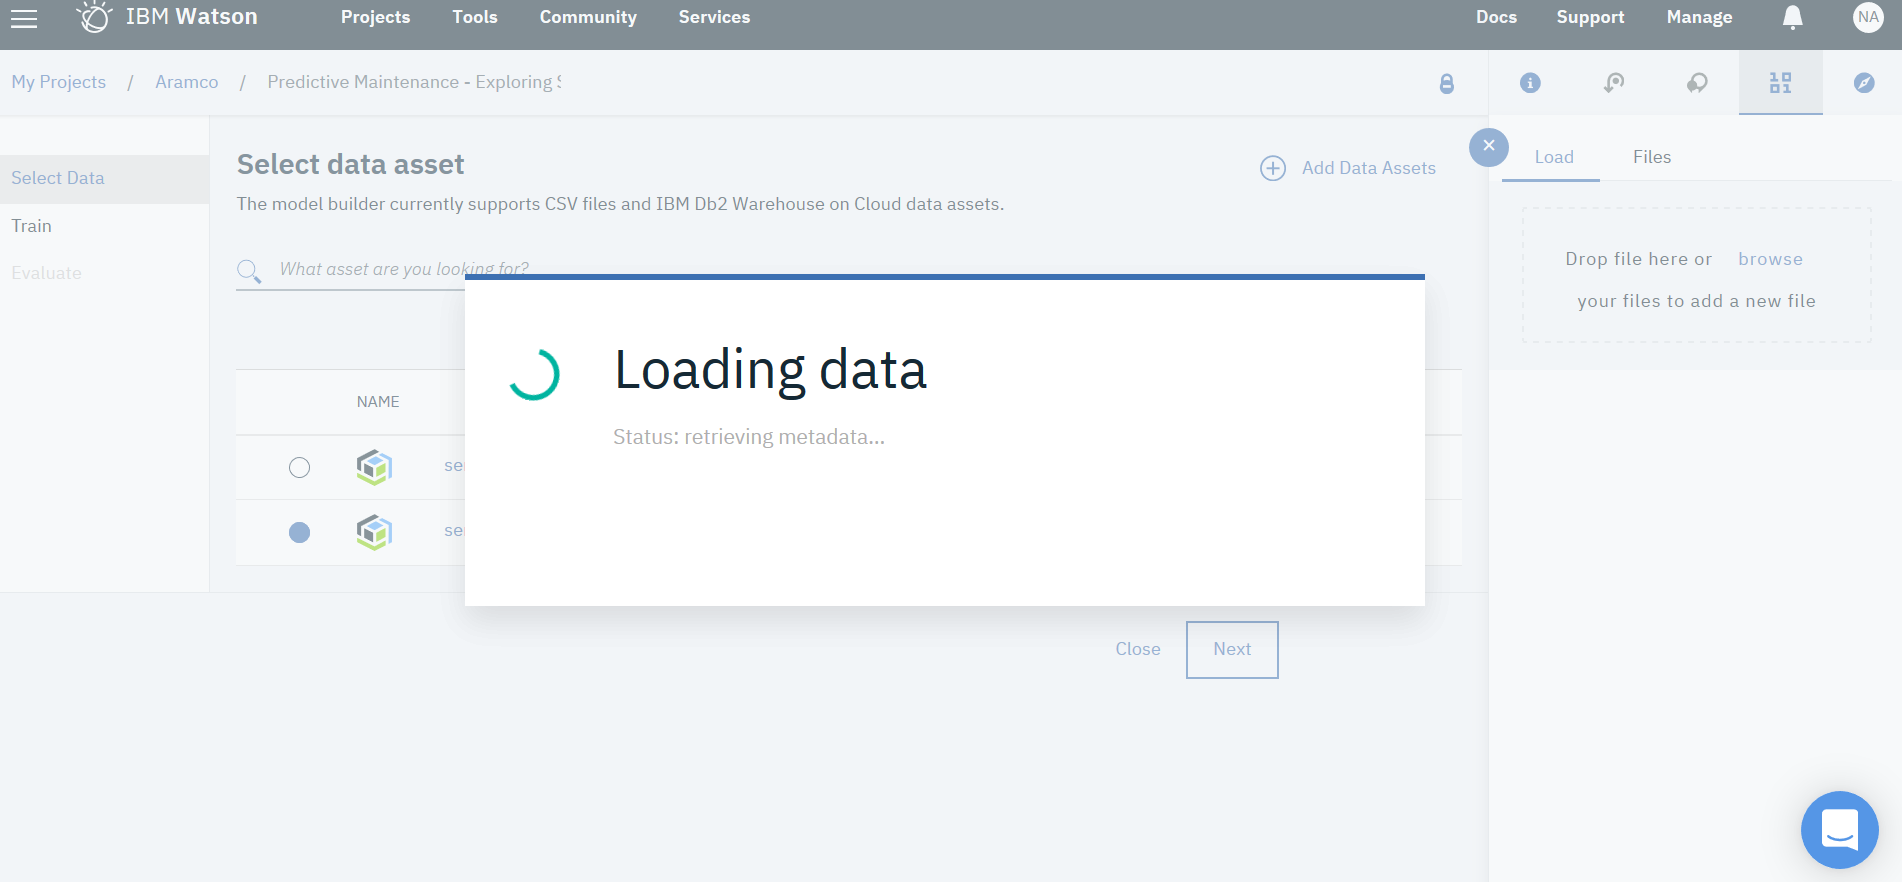 IBM Watson Projects Tools Community Services Docs Support Manage NA
My Projects / Aramco / Predictive Maintenance - Exploring
Select Data
Train
Evaluate
Select data asset
Add Data Assets
The model builder currently supports CSV files and IBM Db2 Warehouse on Cloud data assets.
What asset are you looking for?
NAME
Loading data
Status: retrieving metadata...
Close Next
Load Files
Drop file here or browse
your files to add a new file